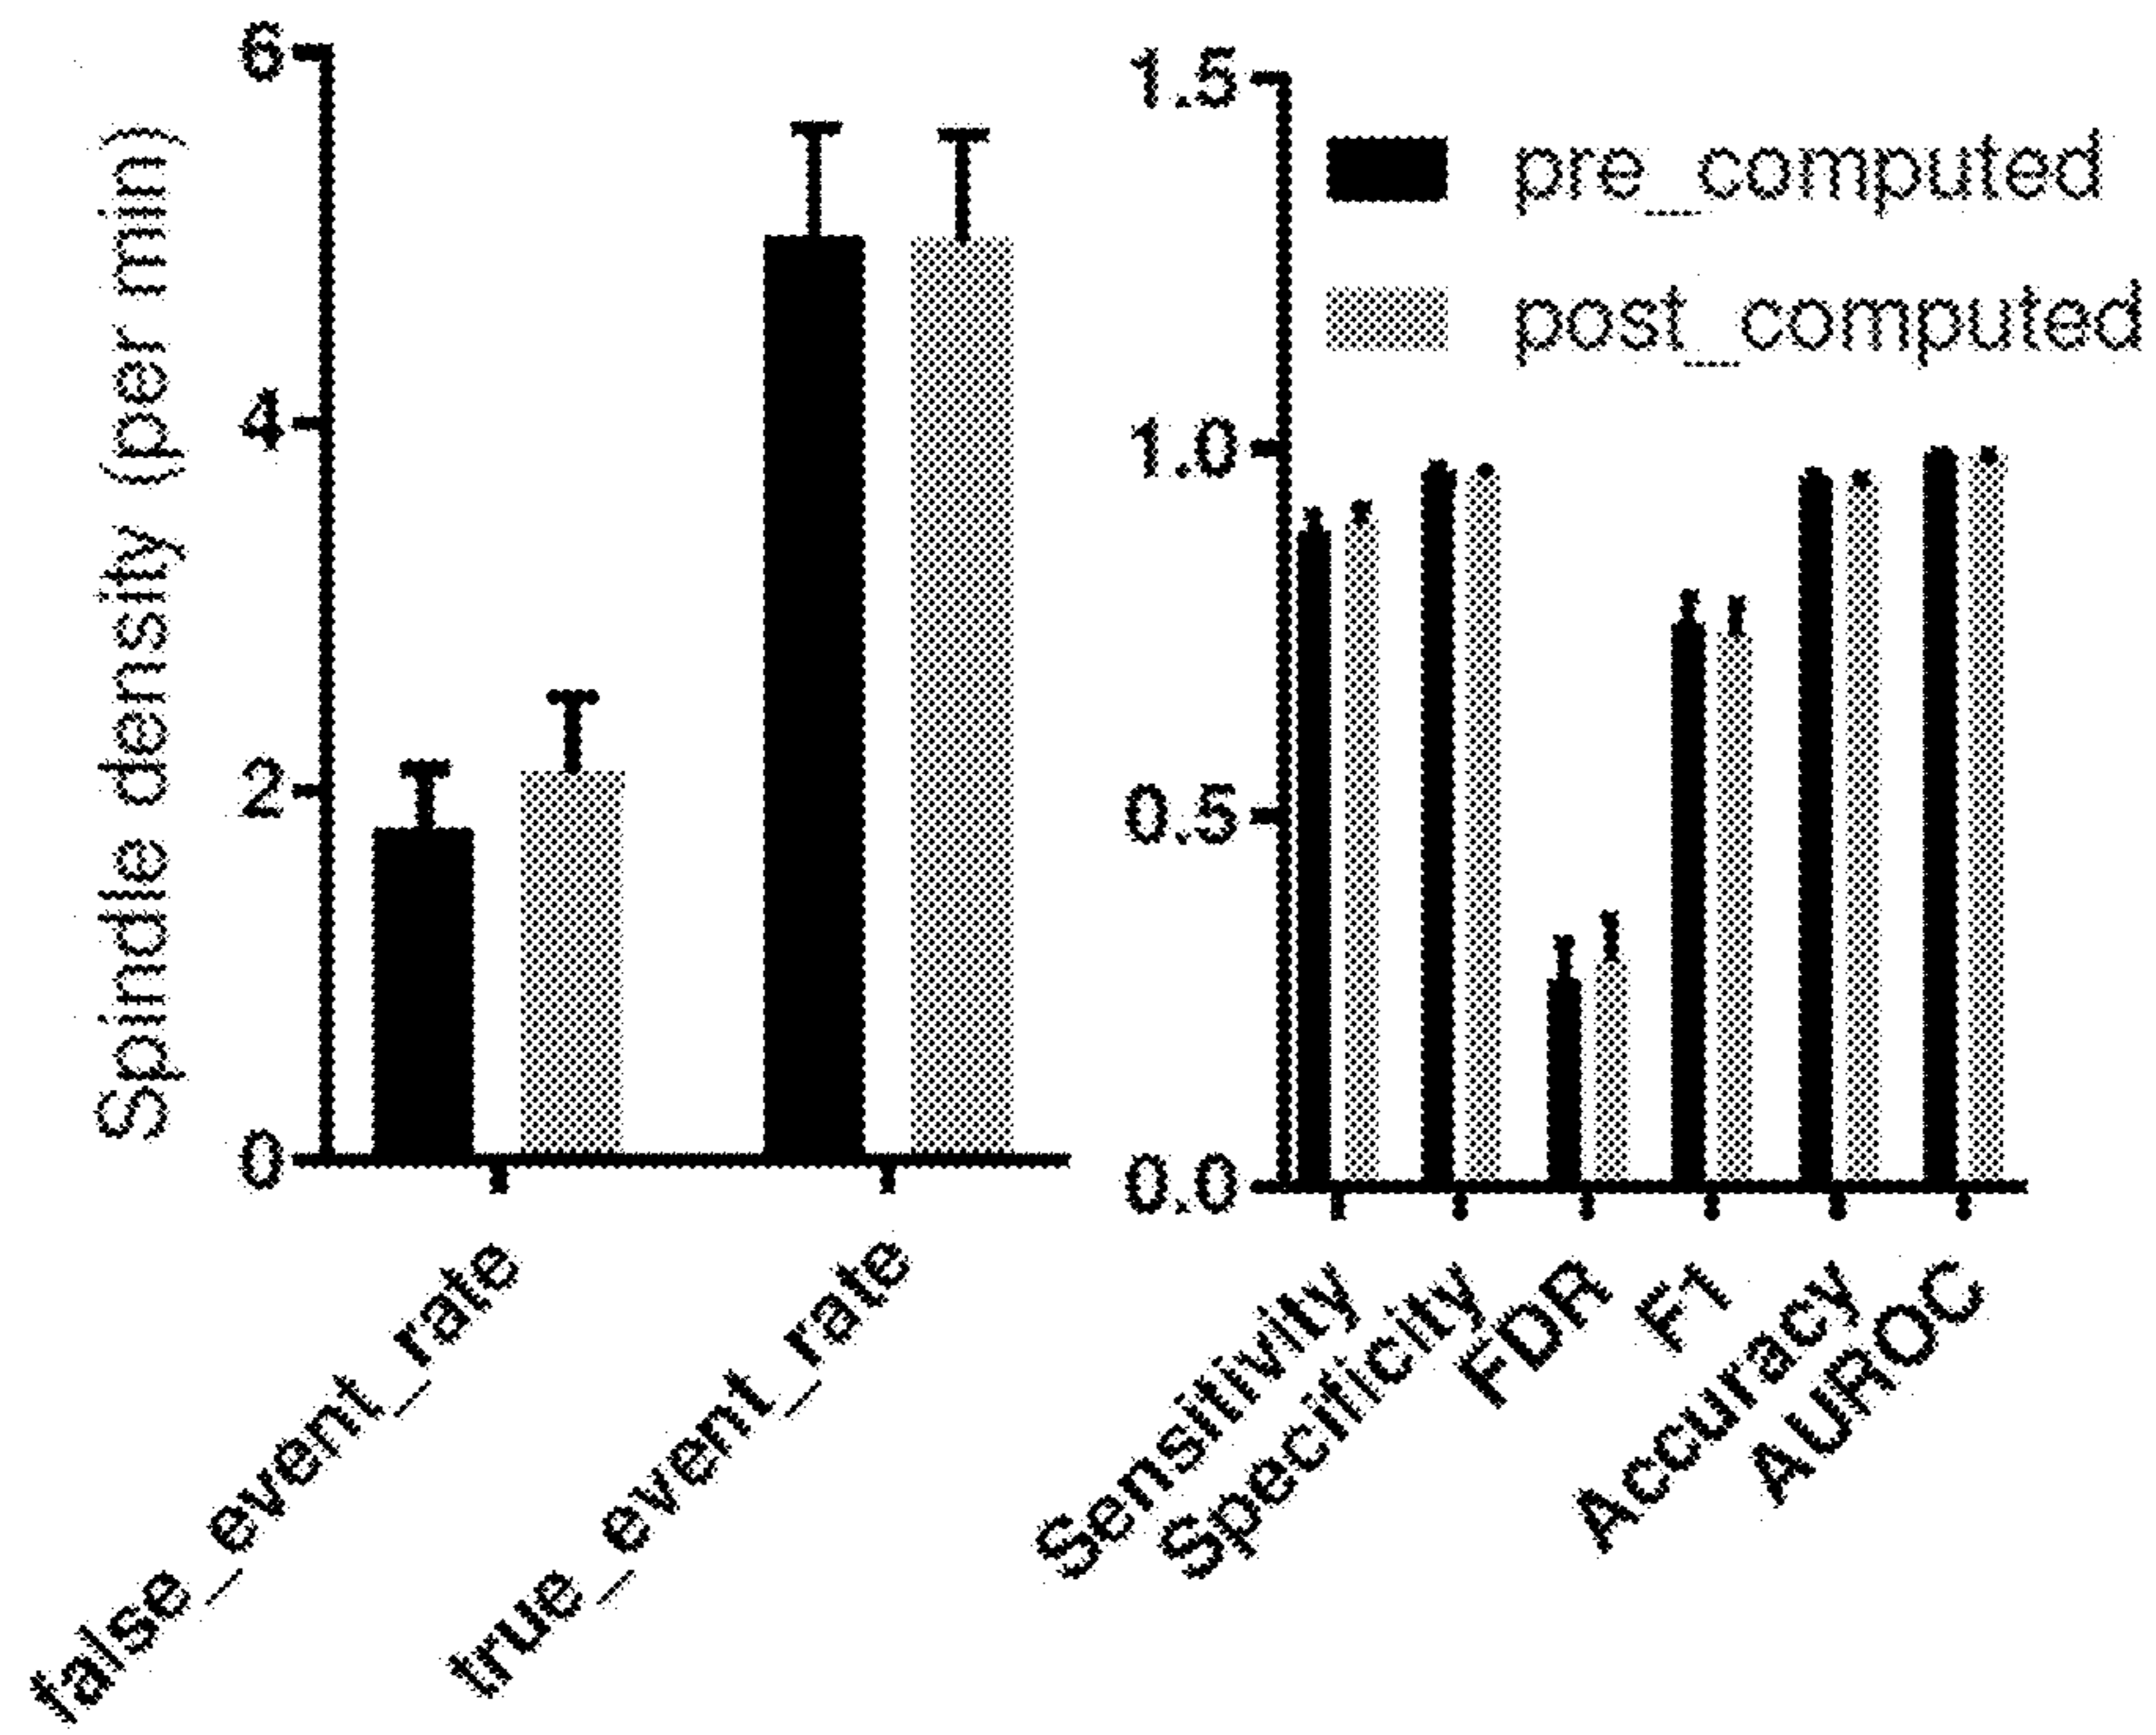 Spindle density (per min)
6
4
2
0
false_event_rate
true_event_rate
1.5
1.0
0.5
0.0
pre_computed
post_computed
Sensitivity
Specificity
FDR
F1
Accuracy
AUROC